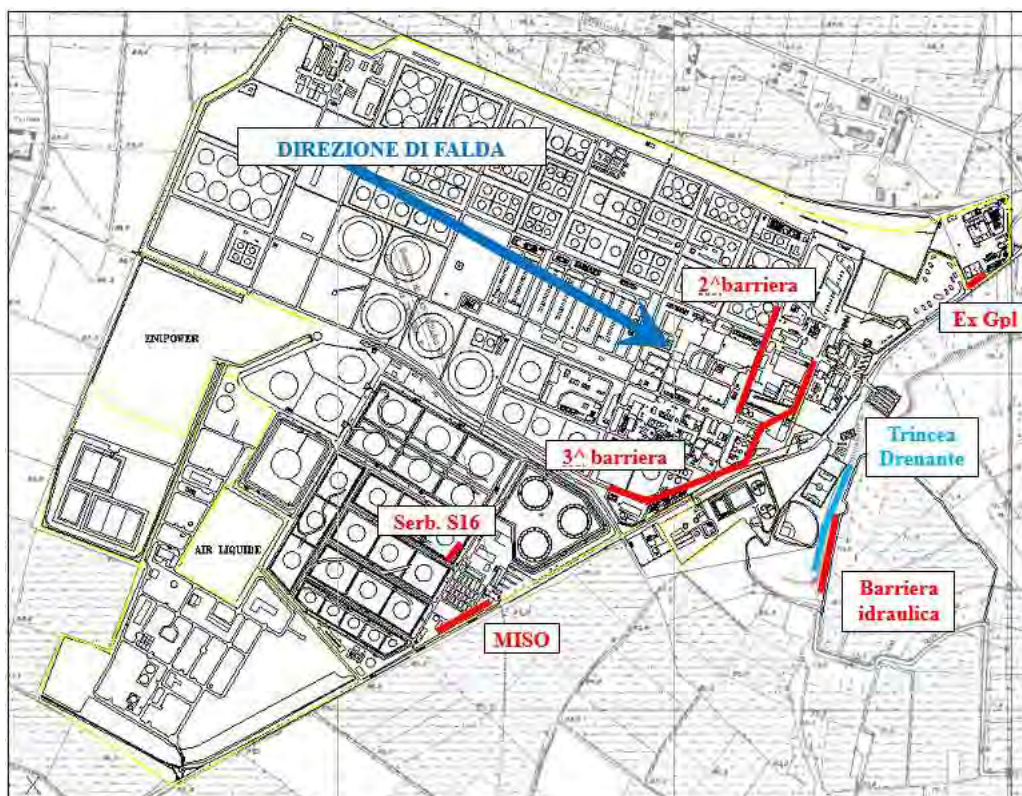 DIREZIONE DI FALDA
2^barriera
Ex Gpl
ENIPOWER
Trincea
Drenante
3^ barriera
Serb. S16
AIR LIQUIDE
Barriera
idraulica
MISO